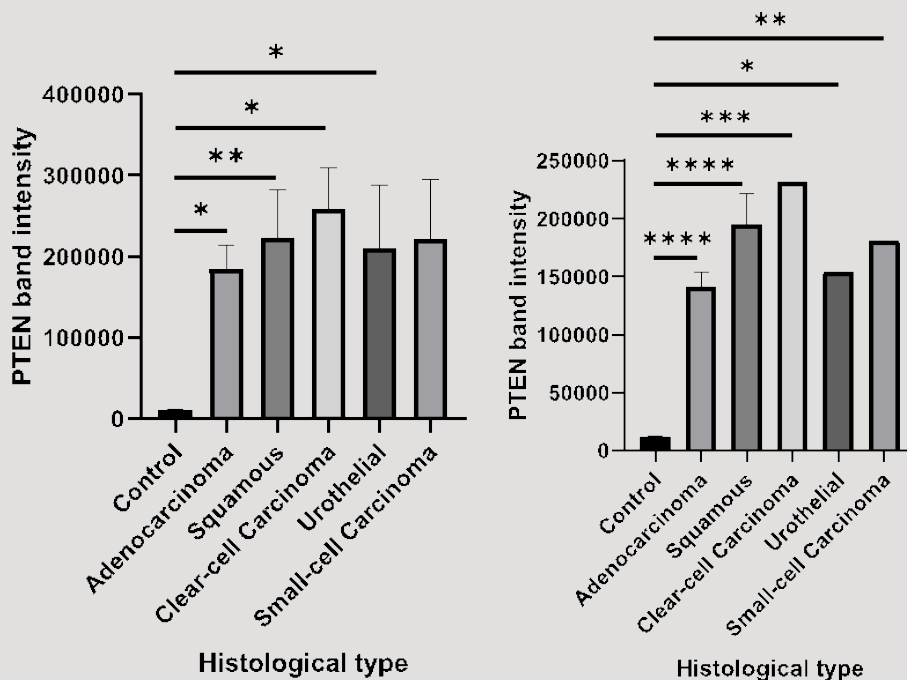 *
*
**
*
PTEN band intensity
400000
300000
200000
100000
0
Control
Adenocarcinoma
Squamous
Clear-cell Carcinoma
Urothelial
Small-cell Carcinoma
Histological type
**
*
***
****
****
PTEN band intensity
250000
200000
150000
100000
50000
0
Control
Adenocarcinoma
Squamous
Clear-cell Carcinoma
Urothelial
Small-cell Carcinoma
Histological type